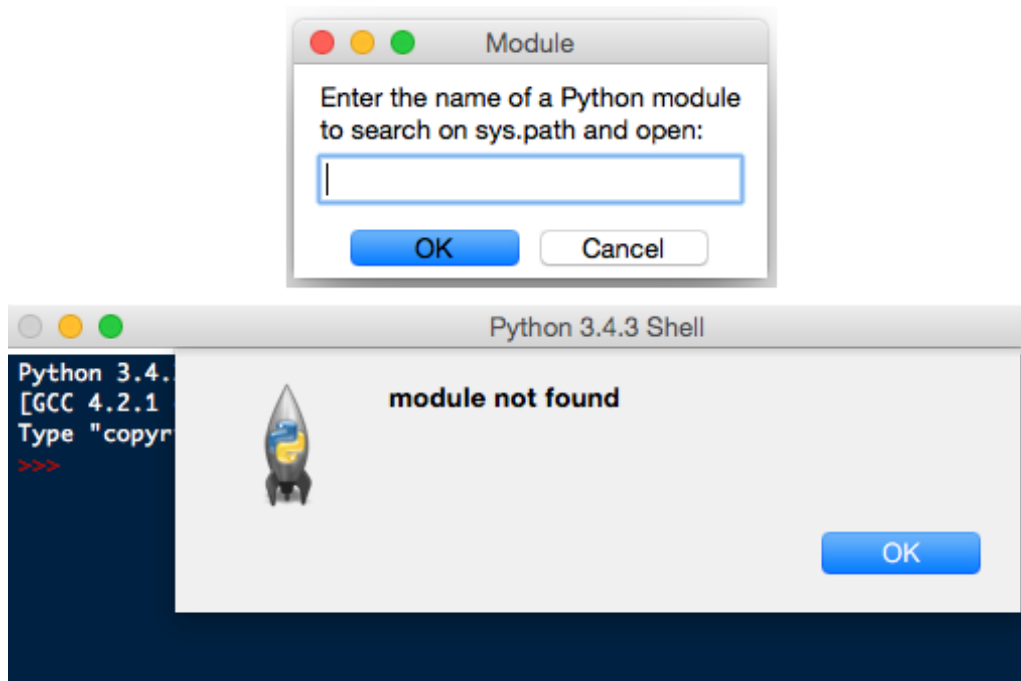 Module
Enter the name of a Python module
to search on sys.path and open:
OK Cancel
Python 3.4.3 Shell
Python 3.4.
[GCC 4.2.1
Type "copyr
>>>
module not found
OK